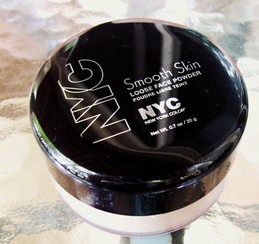 NYC
Smooth Skin
LOOSE FACE POWDER
POUDRE LIBRE TEINT
NYC
NEW YORK COLOR
Net Wt. 0.7 oz / 20 g